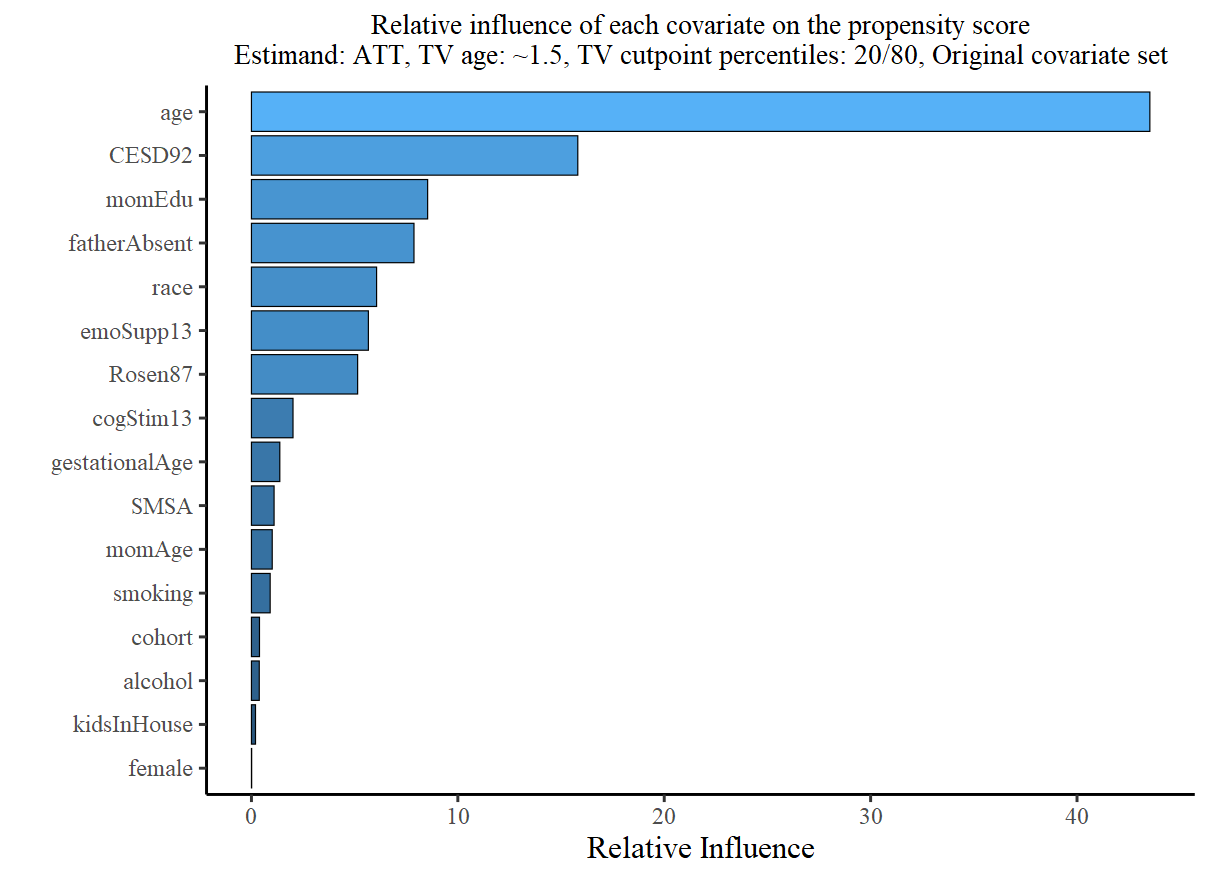 Relative influence of each covariate on the propensity score
Estimand: ATT, TV age: ~1.5, TV cutpoint percentiles: 20/80, Original covariate set
age
CESD92
momEdu
fatherAbsent
race
emoSupp13
Rosen87
cogStim13
gestationalAge
SMSA
momAge
smoking
cohort
alcohol
kidsInHouse
female
0 10 20 30 40
Relative Influence